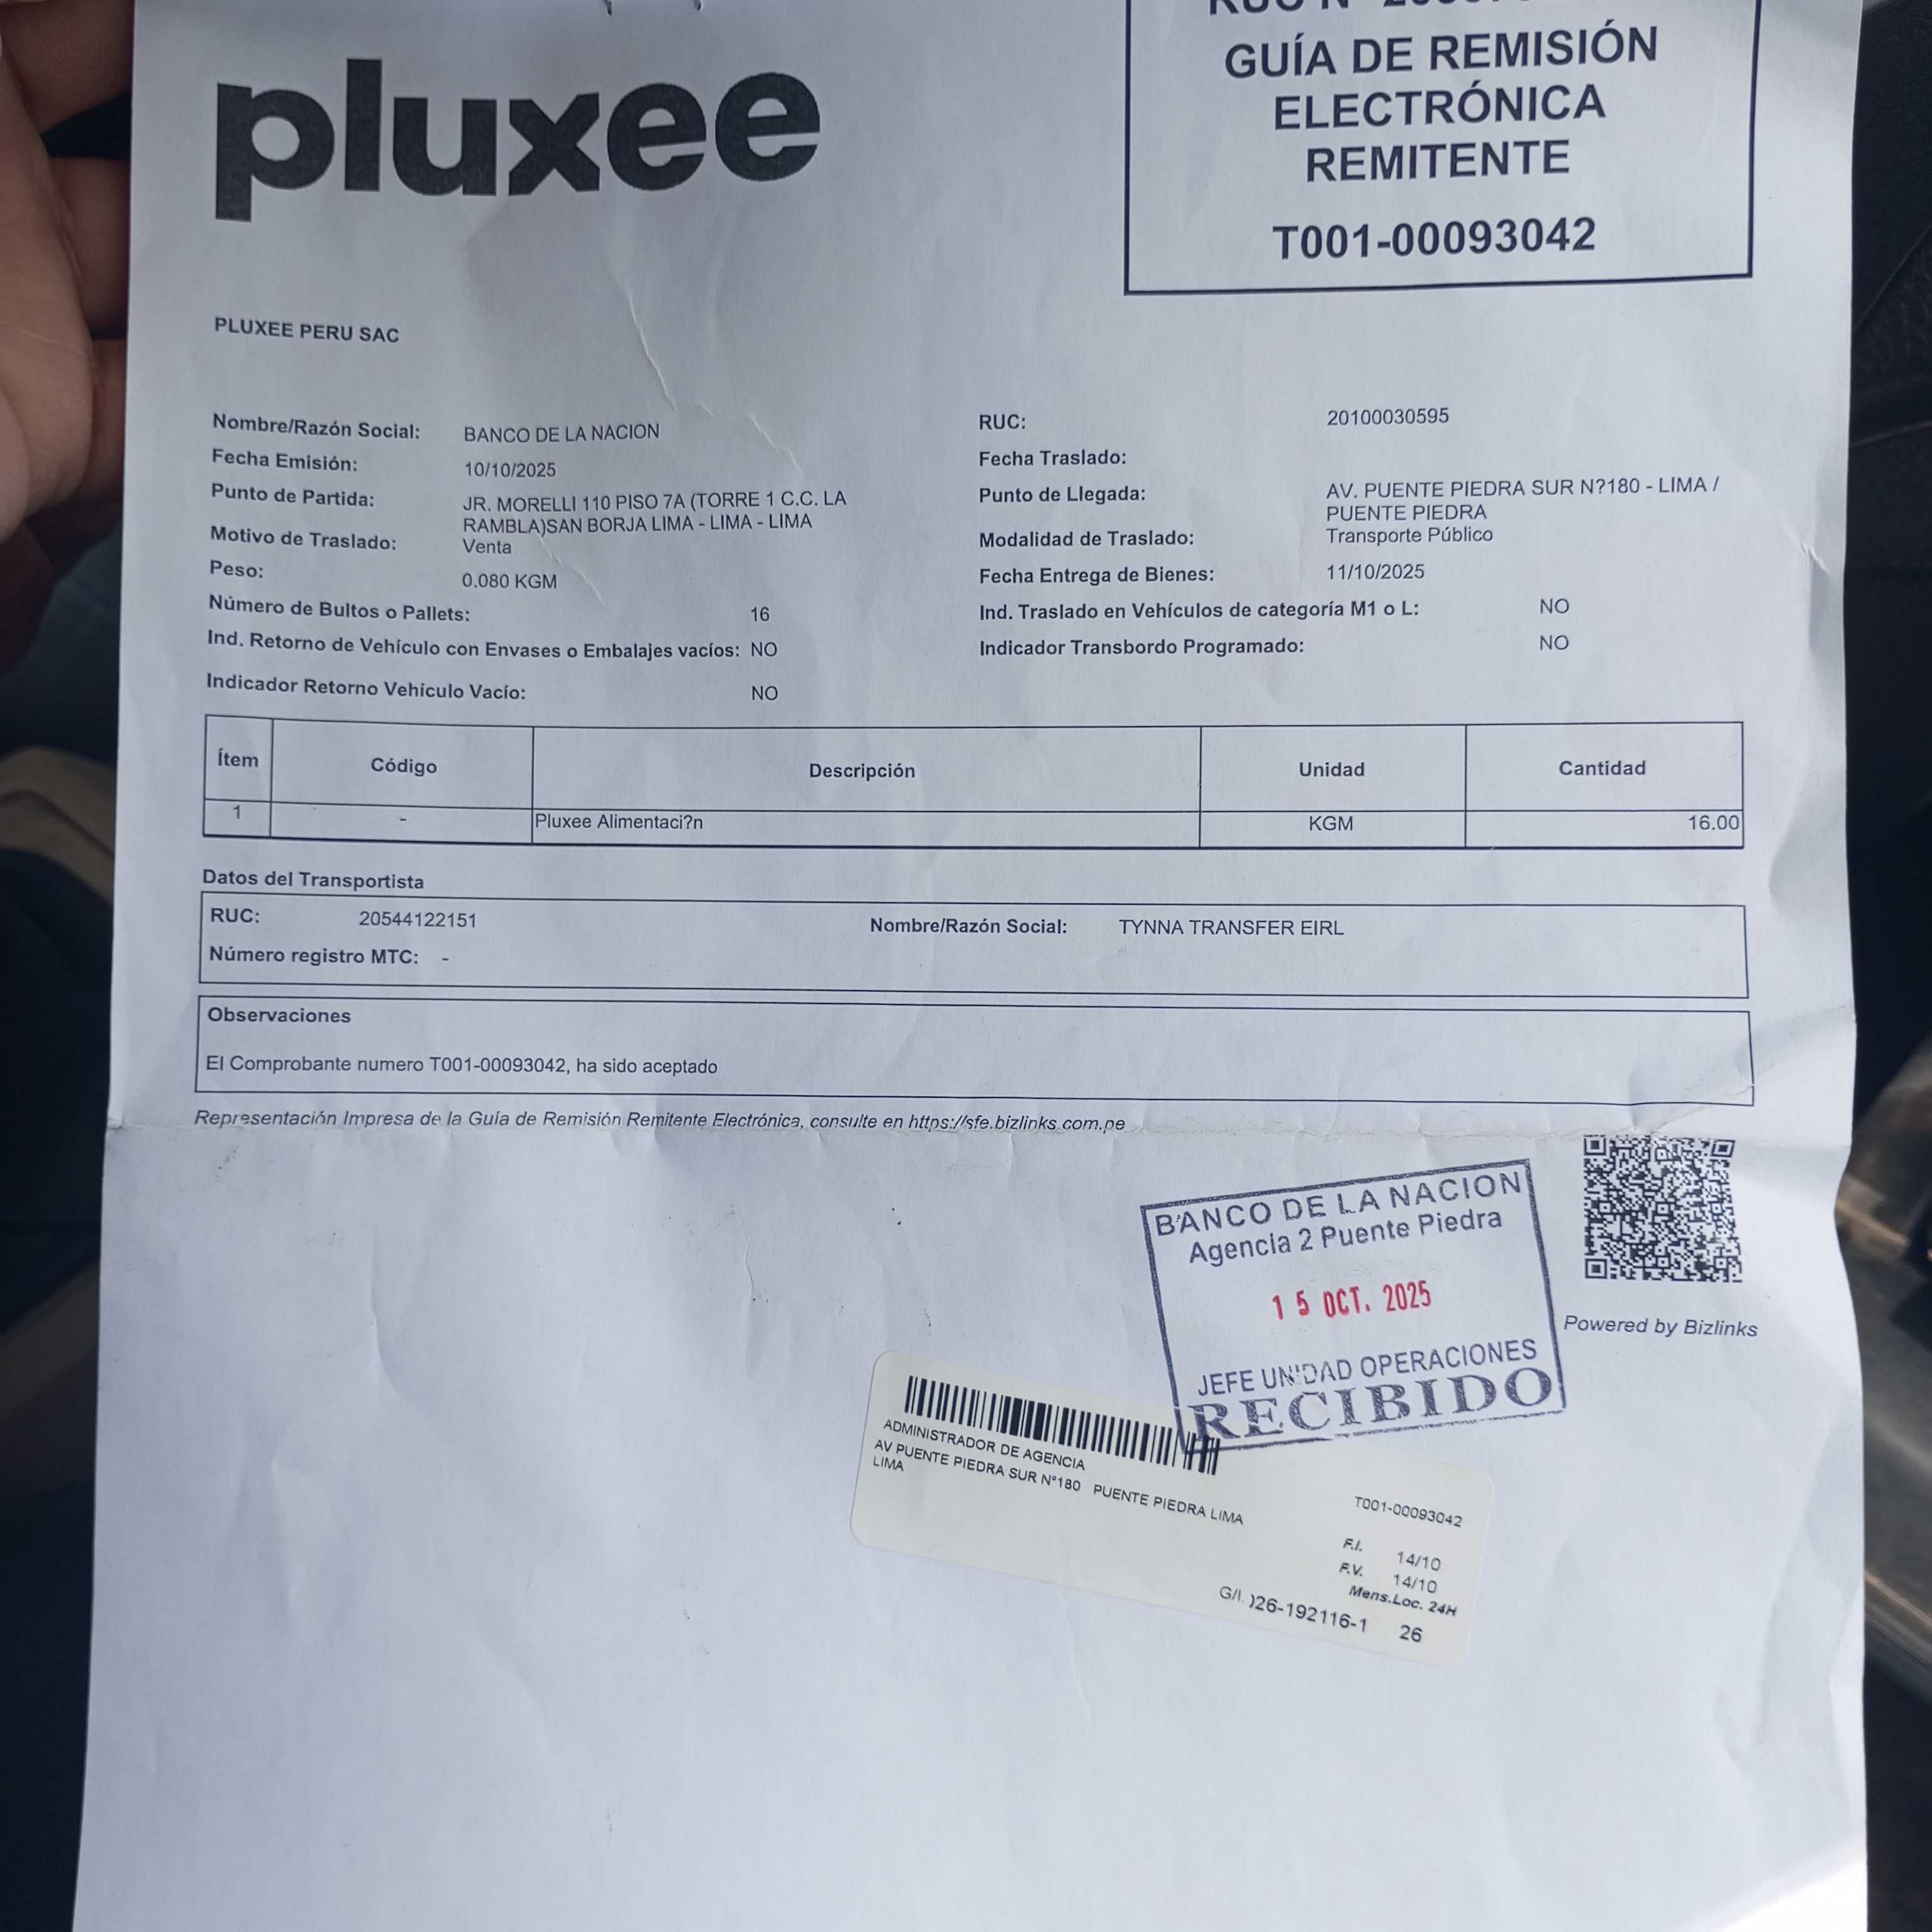 pluxee
GUÍA DE REMISIÓN
ELECTRÓNICA
REMITENTE
T001-00093042
PLUXEE PERU SAC
Nombre/Razón Social: BANCO DE LA NACION
RUC: 20100030595
Fecha Emisión: 10/10/2025
Fecha Traslado:
Punto de Partida: JR. MORELLI 110 PISO 7A (TORRE 1 C.C. LA
RAMBLA)SAN BORJA LIMA - LIMA - LIMA
Punto de Llegada: AV. PUENTE PIEDRA SUR N?180 - LIMA /
PUENTE PIEDRA
Motivo de Traslado: Venta
Modalidad de Traslado: Transporte Público
Peso: 0.080 KGM
Fecha Entrega de Bienes: 11/10/2025
Número de Bultos o Pallets: 16
Ind. Traslado en Vehículos de categoría M1 o L: NO
Ind. Retorno de Vehículo con Envases o Embalajes vacíos: NO
Indicador Transbordo Programado: NO
Indicador Retorno Vehículo Vacío: NO
Ítem Código Descripción Unidad Cantidad
1 - Pluxee Alimentaci?n KGM 16.00
Datos del Transportista
RUC: 20544122151 Nombre/Razón Social: TYNNA TRANSFER EIRL
Número registro MTC: -
Observaciones
El Comprobante numero T001-00093042, ha sido aceptado
Representación Impresa de la Guía de Remisión Remitente Electrónica, consulte en https://sfe.bizlinks.com.pe
BANCO DE LA NACION
Agencia 2 Puente Piedra
15 OCT. 2025
JEFE UNIDAD OPERACIONES
RECIBIDO
Powered by Bizlinks
ADMINISTRADOR DE AGENCIA
AV PUENTE PIEDRA SUR N°180 PUENTE PIEDRA LIMA
LIMA
T001-00093042
F.I. 14/10
F.V. 14/10
Mens.Loc. 24H
G/I. )26-192116-1 26